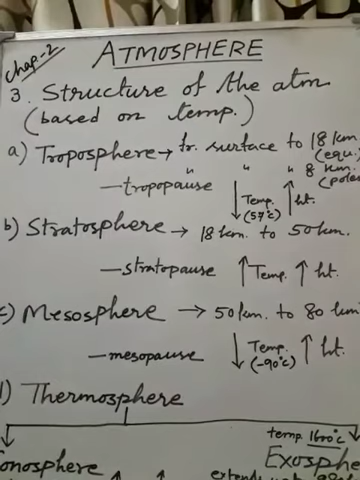 chap-2
ATMOSPHERE
3. Structure of the atm
(based on temp.)
a) Troposphere → fr. surface to 18 km
(equ.
" " " 8 km.
(pole
— tropopause ↓ Temp. (57°c) ↑ ht.
b) Stratosphere → 18 km. to 50 km.
— stratopause ↑ Temp. ↑ ht.
c) Mesosphere → 50 km. to 80 km
— mesopause ↓ Temp. (-90°c) ↑ ht.
d) Thermosphere
temp. 1600°c
onosphere Exosphe